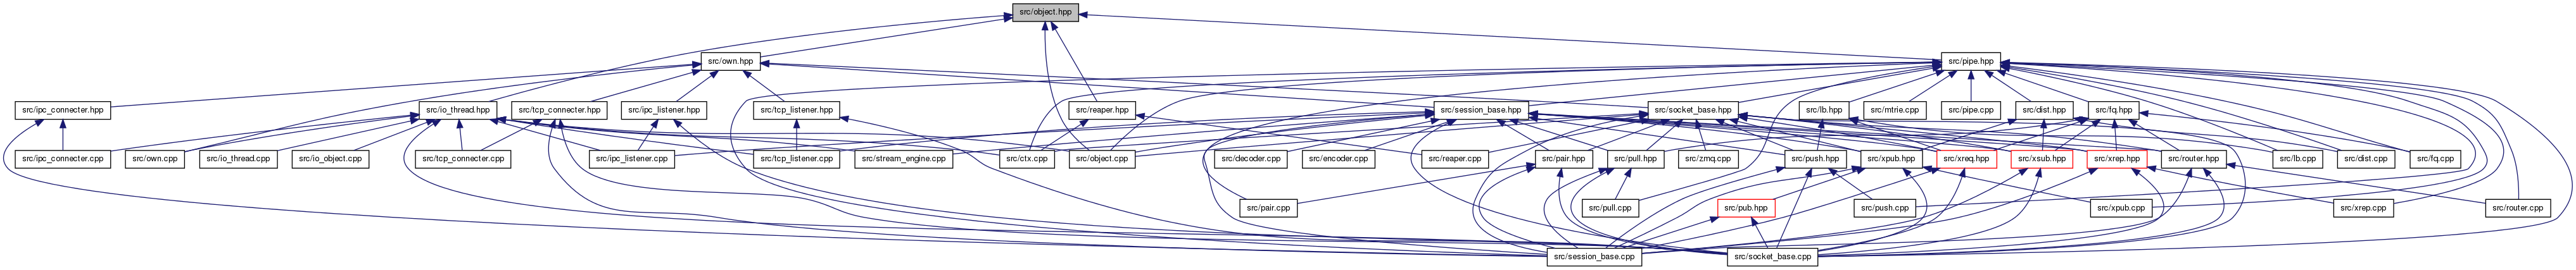 src/object.hpp
src/own.hpp
src/pipe.hpp
src/ipc_connecter.hpp
src/io_thread.hpp
src/tcp_connecter.hpp
src/ipc_listener.hpp
src/tcp_listener.hpp
src/reaper.hpp
src/session_base.hpp
src/socket_base.hpp
src/lb.hpp
src/mtrie.cpp
src/pipe.cpp
src/dist.hpp
src/fq.hpp
src/ipc_connecter.cpp
src/own.cpp
src/io_thread.cpp
src/io_object.cpp
src/tcp_connecter.cpp
src/decoder.cpp
src/ipc_listener.cpp
src/encoder.cpp
src/tcp_listener.cpp
src/reaper.cpp
src/stream_engine.cpp
src/ctx.cpp
src/object.cpp
src/pair.hpp
src/pull.hpp
src/zmq.cpp
src/push.hpp
src/xpub.hpp
src/xreq.hpp
src/xsub.hpp
src/xrep.hpp
src/router.hpp
src/lb.cpp
src/dist.cpp
src/fq.cpp
src/pair.cpp
src/pull.cpp
src/pub.hpp
src/push.cpp
src/xpub.cpp
src/xrep.cpp
src/router.cpp
src/session_base.cpp
src/socket_base.cpp